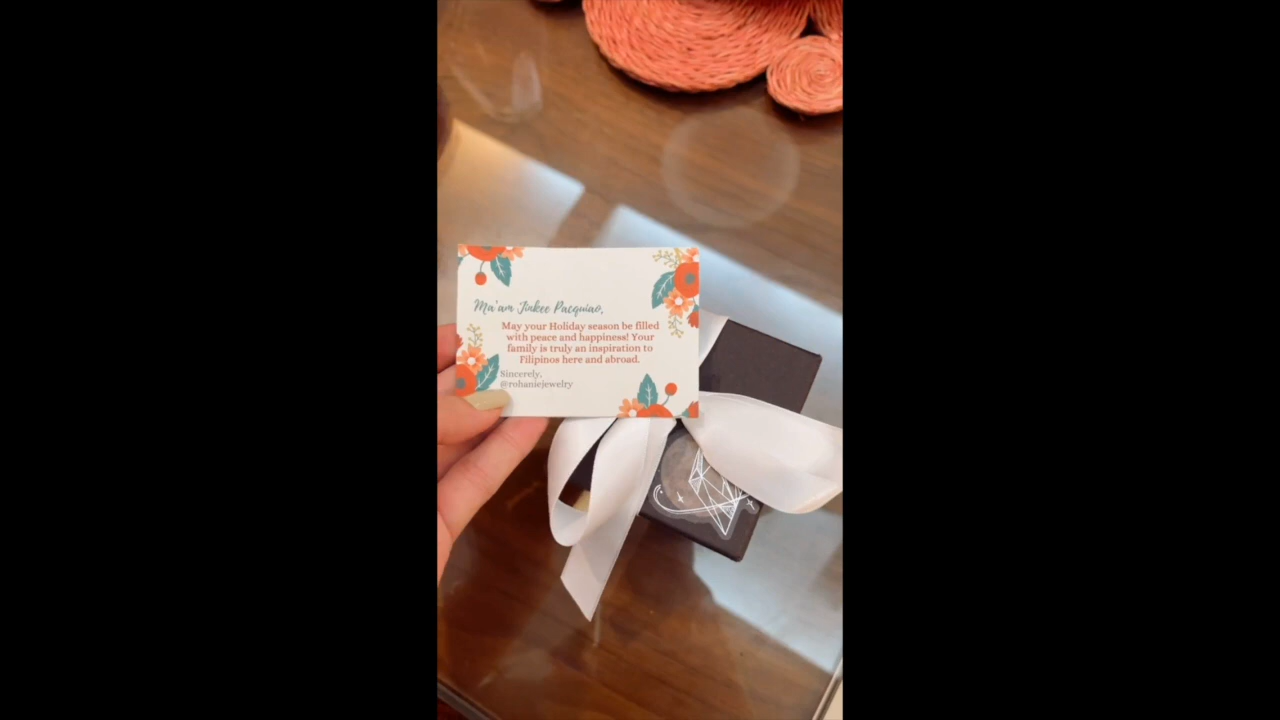 Ma'am Jinkee Pacquiao,
May your Holiday season be filled
with peace and happiness! Your
family is truly an inspiration to
Filipinos here and abroad.
Sincerely,
@rohaniejewelry